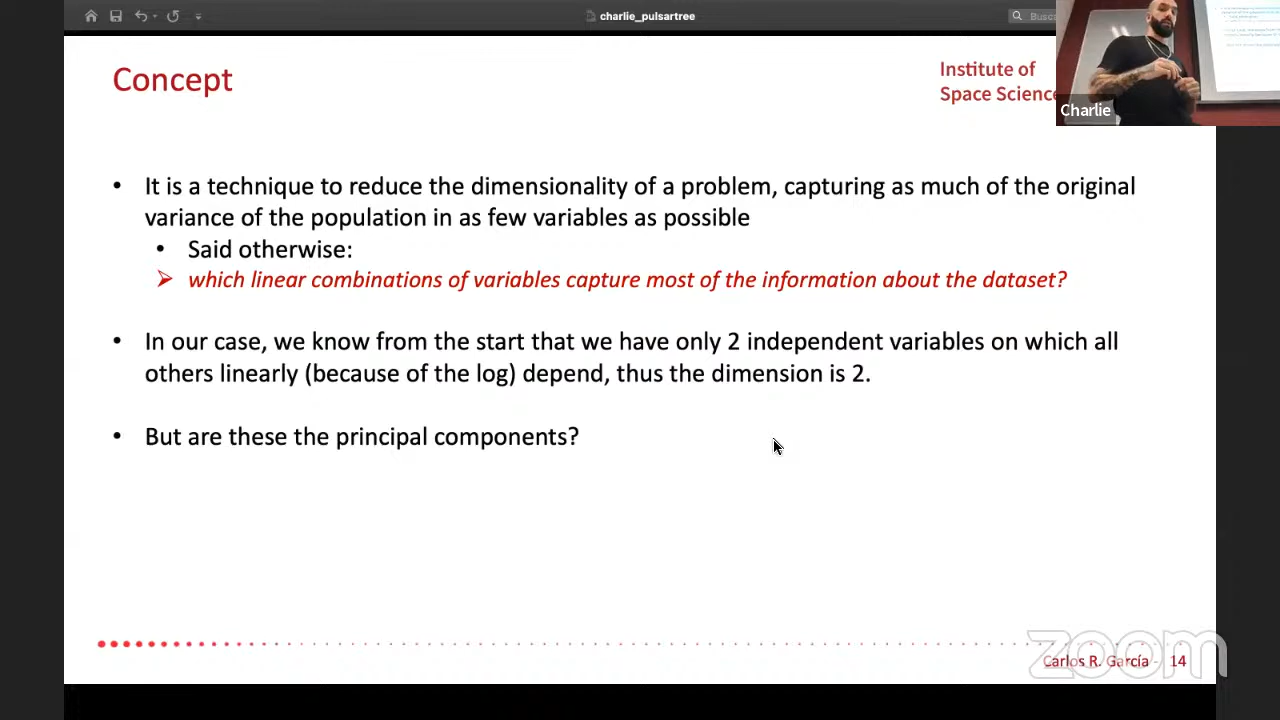 charlie_pulsartree
Busc
Concept
Institute of
Space Science
Charlie
• It is a technique to reduce the dimensionality of a problem, capturing as much of the original
variance of the population in as few variables as possible
• Said otherwise:
➢ which linear combinations of variables capture most of the information about the dataset?
• In our case, we know from the start that we have only 2 independent variables on which all
others linearly (because of the log) depend, thus the dimension is 2.
• But are these the principal components?
zoom
Carlos R. García - 14